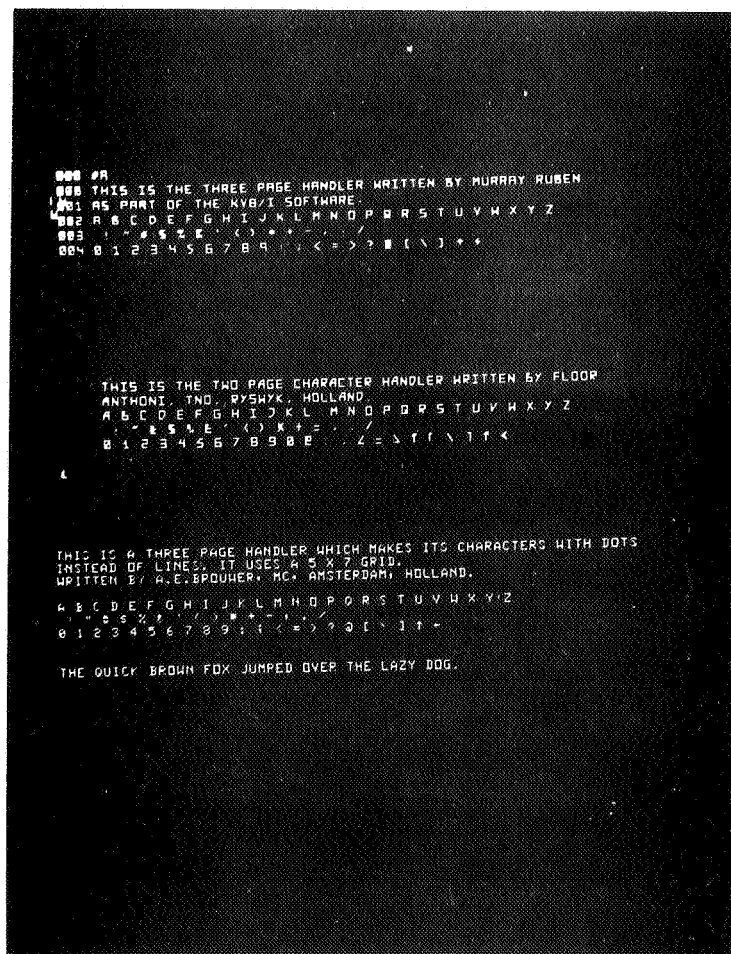 000 #A
000 THIS IS THE THREE PAGE HANDLER WRITTEN BY MURRAY RUBEN
001 AS PART OF THE KV8/I SOFTWARE.
002 A B C D E F G H I J K L M N O P Q R S T U V W X Y Z
003 ! " # $ % & ' ( ) * + - , . /
004 0 1 2 3 4 5 6 7 8 9 : ; < = > ? @ [ \ ] ↑ ←
THIS IS THE TWO PAGE CHARACTER HANDLER WRITTEN BY FLOOR
ANTHONI, TNO, RYSWYK, HOLLAND.
A B C D E F G H I J K L M N O P Q R S T U V W X Y Z
" # $ % & ' ( ) * + = , . /
0 1 2 3 4 5 6 7 8 9 0 @ : . < = > [ \ ] ↑ <
THIS IS A THREE PAGE HANDLER WHICH MAKES ITS CHARACTERS WITH DOTS
INSTEAD OF LINES. IT USES A 5 X 7 GRID.
WRITTEN BY A.E.BROUWER, MC, AMSTERDAM, HOLLAND.
A B C D E F G H I J K L M N O P Q R S T U V W X Y Z
! " # $ % & ' ( ) * + - , . /
0 1 2 3 4 5 6 7 8 9 : ; < = > ? @ [ \ ] ↑ ←
THE QUICK BROWN FOX JUMPED OVER THE LAZY DOG.